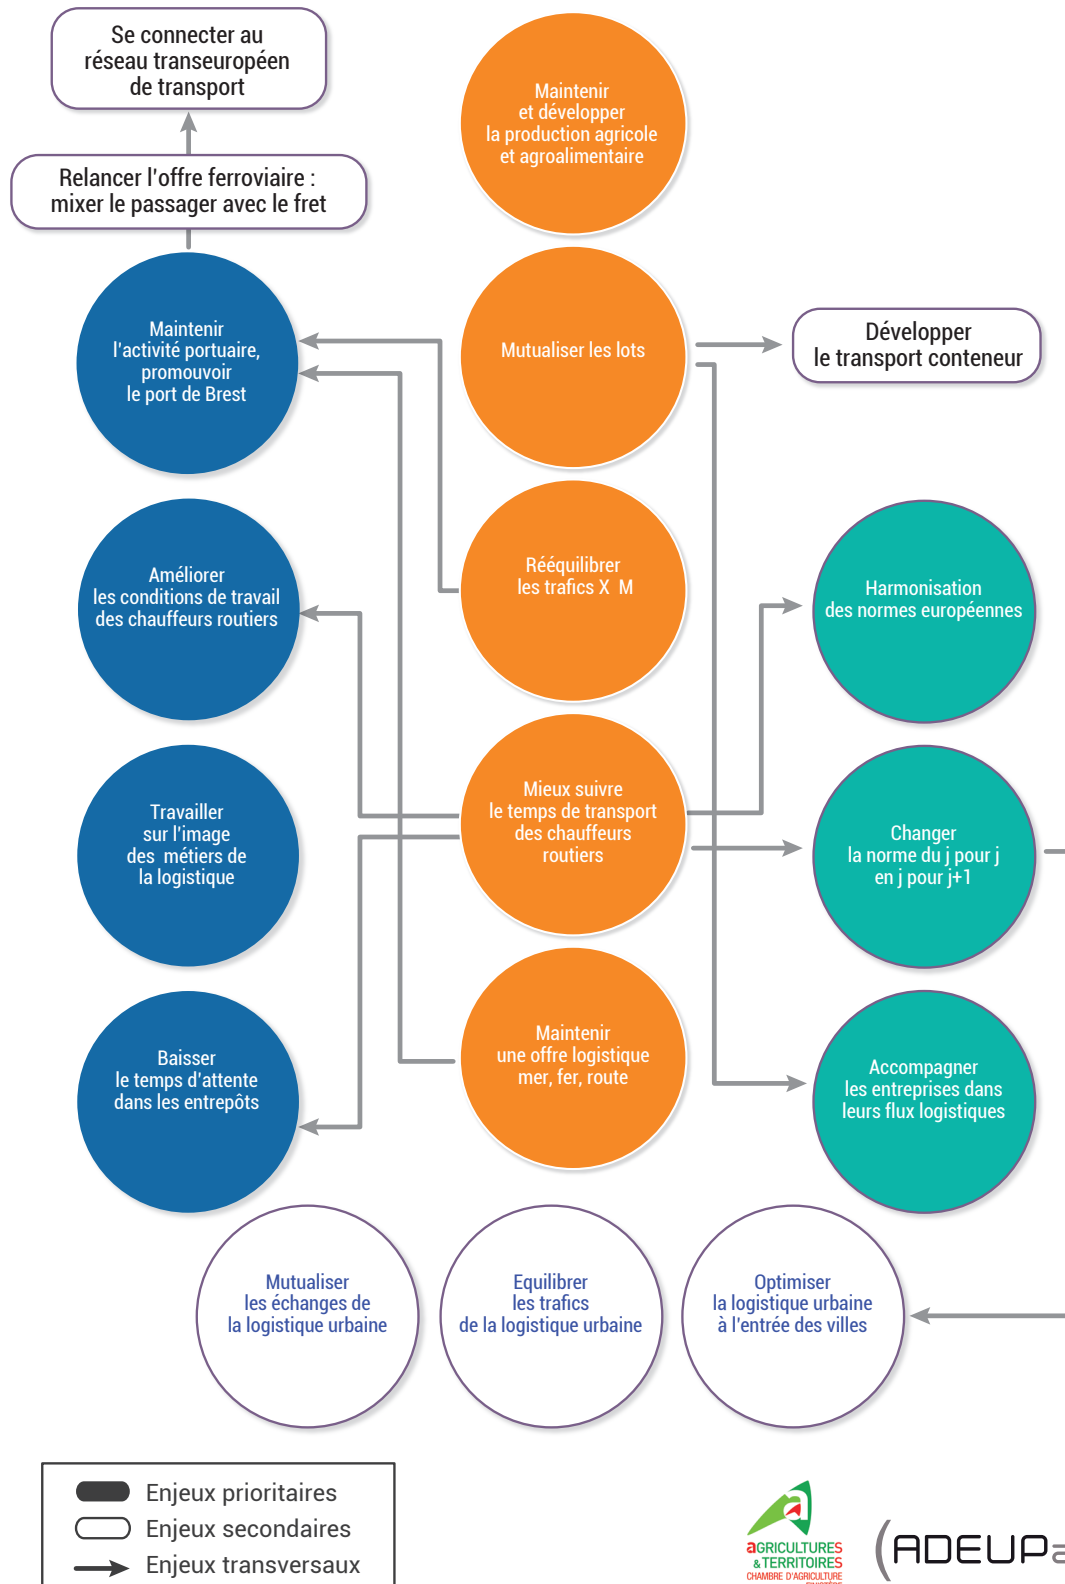 Se connecter au
réseau transeuropéen
de transport
Relancer l'offre ferroviaire :
mixer le passager avec le fret
Maintenir
et développer
la production agricole
et agroalimentaire
Maintenir
l'activité portuaire,
promouvoir
le port de Brest
Mutualiser les lots
Développer
le transport conteneur
Améliorer
les conditions de travail
des chauffeurs routiers
Rééquilibrer
les trafics X M
Harmonisation
des normes européennes
Travailler
sur l'image
des métiers de
la logistique
Mieux suivre
le temps de transport
des chauffeurs
routiers
Changer
la norme du j pour j
en j pour j+1
Baisser
le temps d'attente
dans les entrepôts
Maintenir
une offre logistique
mer, fer, route
Accompagner
les entreprises dans
leurs flux logistiques
Mutualiser
les échanges de
la logistique urbaine
Equilibrer
les trafics
de la logistique urbaine
Optimiser
la logistique urbaine
à l'entrée des villes
Enjeux prioritaires
Enjeux secondaires
Enjeux transversaux
aGRICULTURES
& TERRITOIRES
CHAMBRE D'AGRICULTURE
FINISTÈRE
(ADEUPa